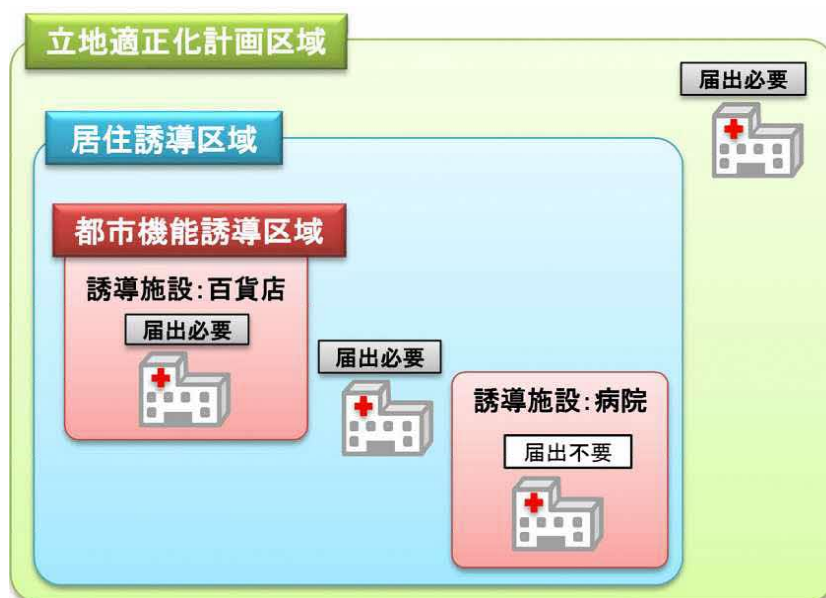 立地適正化計画区域
届出必要
居住誘導区域
都市機能誘導区域
誘導施設:百貨店
届出必要
届出必要
誘導施設:病院
届出不要